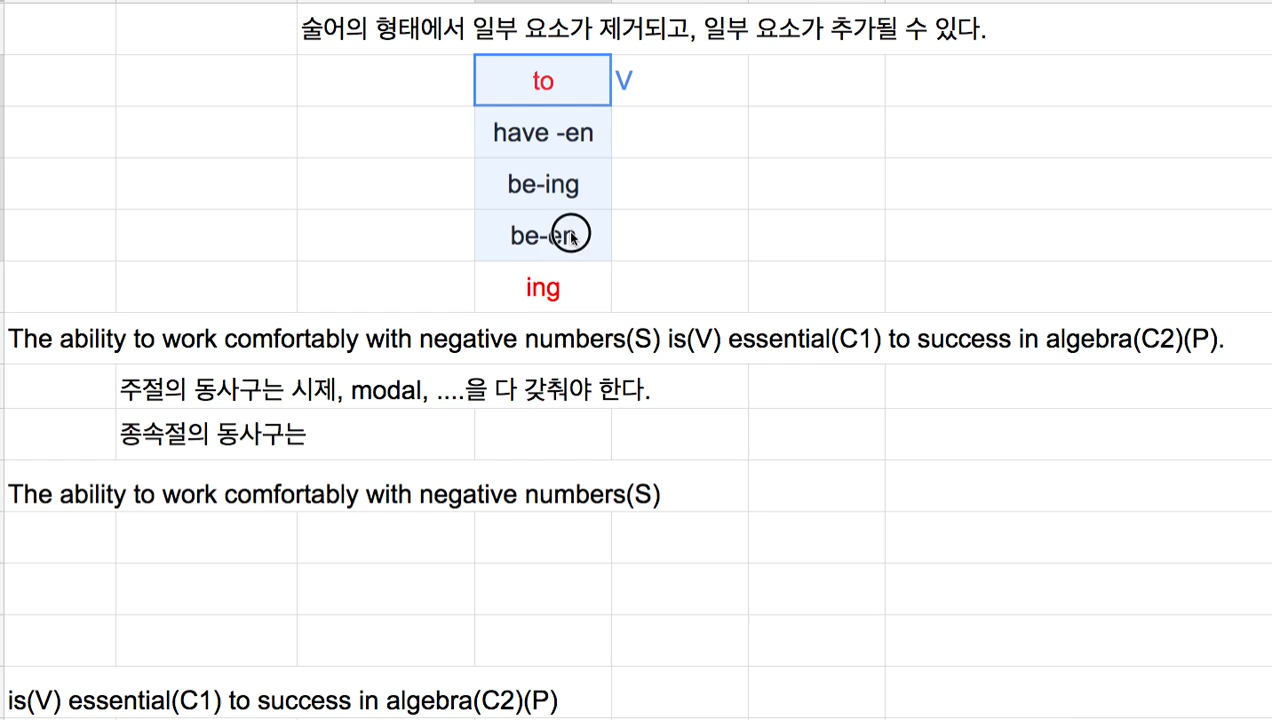 술어의 형태에서 일부 요소가 제거되고, 일부 요소가 추가될 수 있다.
to V
have -en
be-ing
be-en
ing
The ability to work comfortably with negative numbers(S) is(V) essential(C1) to success in algebra(C2)(P).
주절의 동사구는 시제, modal, ....을 다 갖춰야 한다.
종속절의 동사구는
The ability to work comfortably with negative numbers(S)
is(V) essential(C1) to success in algebra(C2)(P)